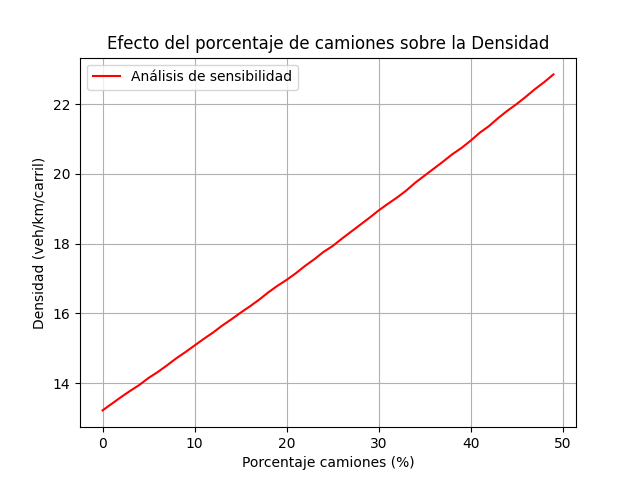 Efecto del porcentaje de camiones sobre la Densidad
Análisis de sensibilidad
Densidad (veh/km/carril)
22
20
18
16
14
0 10 20 30 40 50
Porcentaje camiones (%)